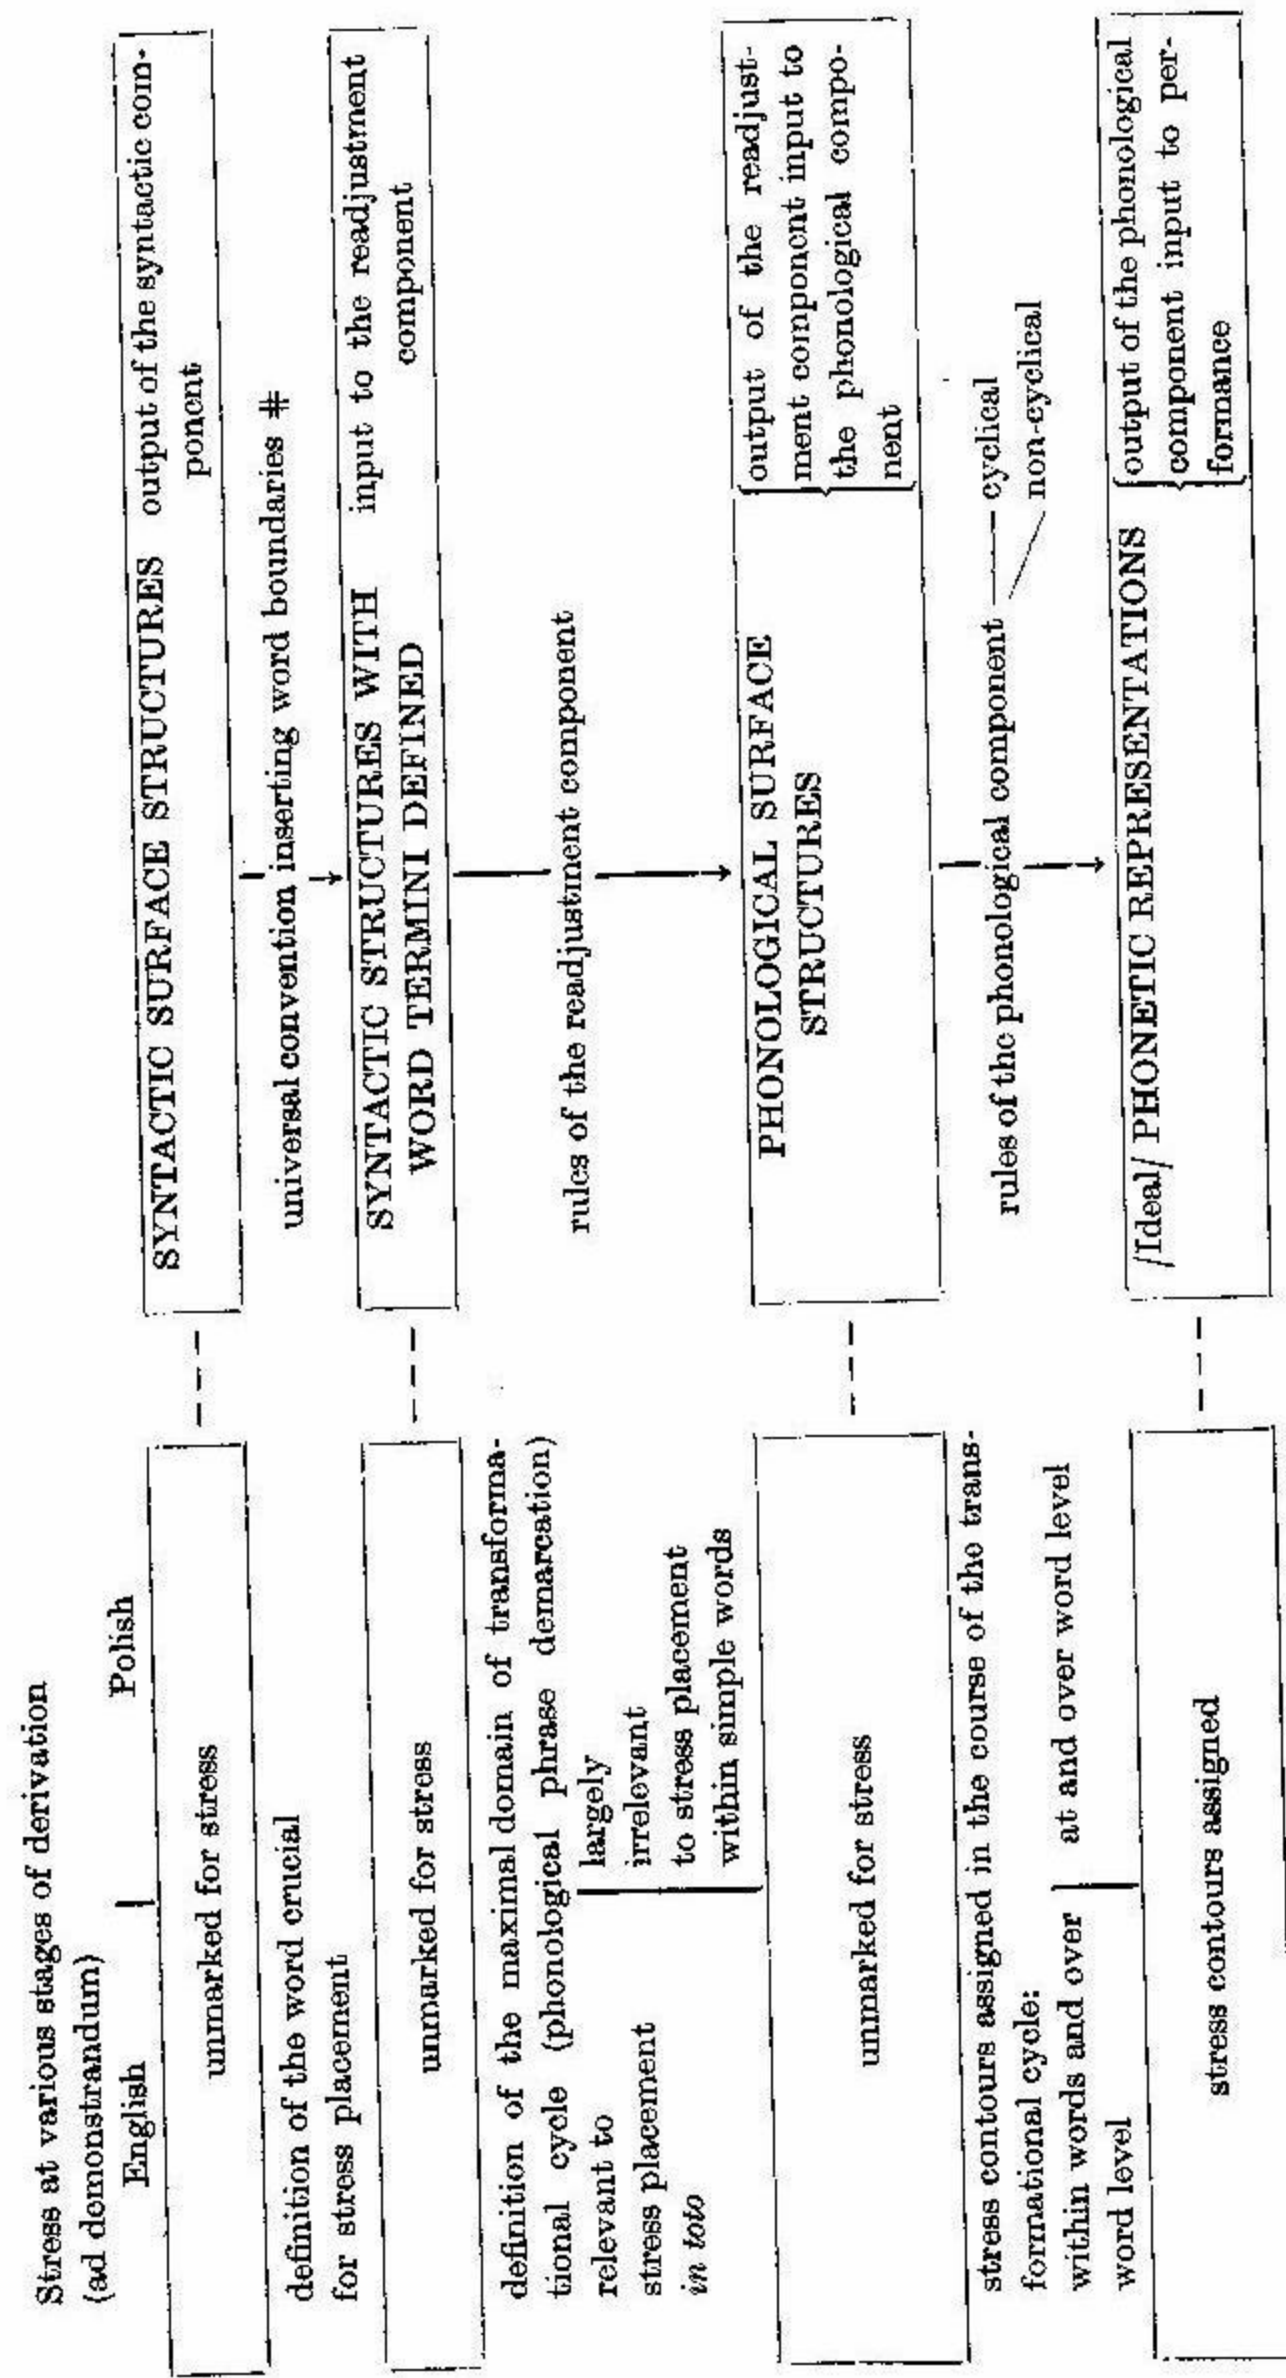 Stress at various stages of derivation
(ad demonstrandum)
English
Polish
unmarked for stress
SYNTACTIC SURFACE STRUCTURES
output of the syntactic com-
ponent
definition of the word crucial
for stress placement
universal convention inserting word boundaries #
unmarked for stress
SYNTACTIC STRUCTURES WITH
WORD TERMINI DEFINED
input to the readjustment
component
definition of the maximal domain of transforma-
tional cycle (phonological phrase demarcation)
relevant to
stress placement
in toto
largely
irrelevant
to stress placement
within simple words
rules of the readjustment component
unmarked for stress
PHONOLOGICAL SURFACE
STRUCTURES
output of the readjust-
ment component input to
the phonological compo-
nent
stress contours assigned in the course of the trans-
formational cycle:
within words and over
word level
at and over word level
rules of the phonological component
cyclical
non-cyclical
stress contours assigned
/Ideal/ PHONETIC REPRESENTATIONS
output of the phonological
component input to per-
formance